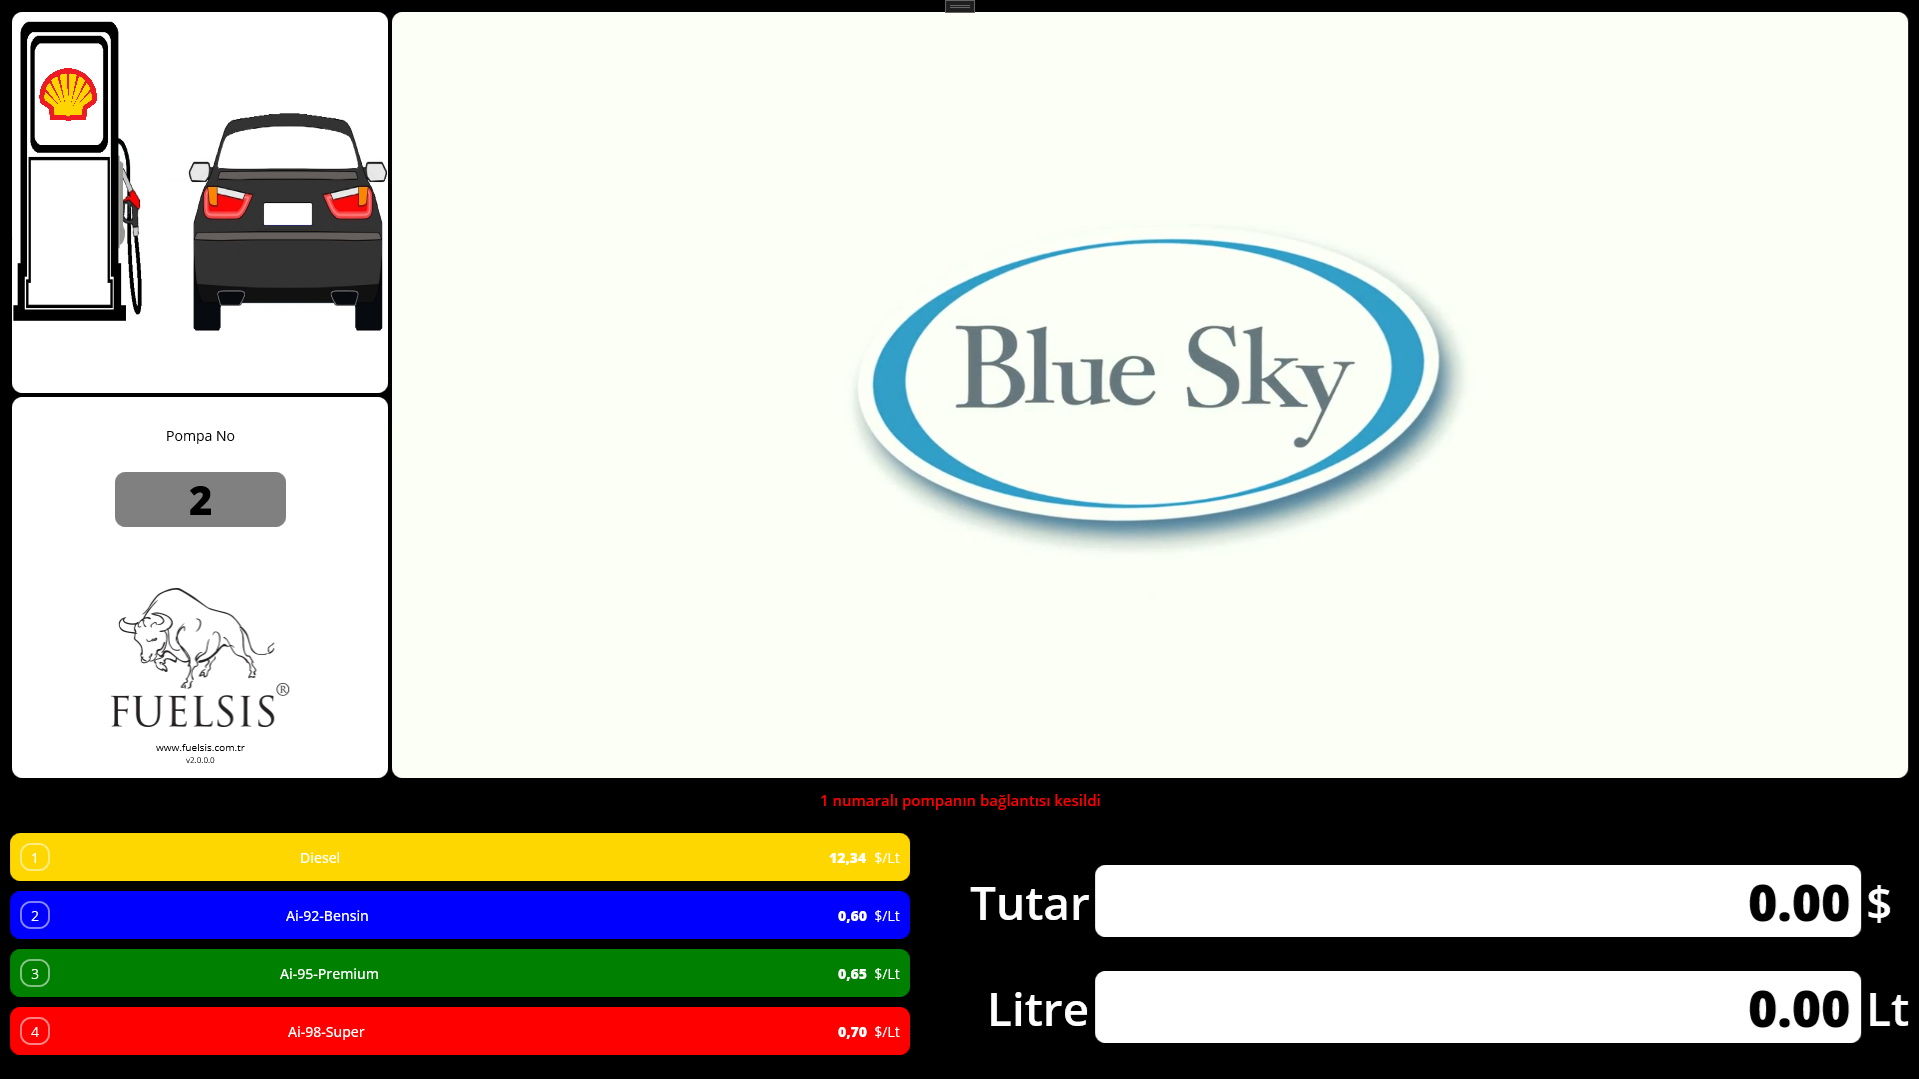 Blue Sky
Pompa No
2
FUELSIS®
www.fuelsis.com.tr
v2.0.0.0
1 numaralı pompanın bağlantısı kesildi
1 Diesel 12,34 $/Lt
2 Ai-92-Bensin 0,60 $/Lt
3 Ai-95-Premium 0,65 $/Lt
4 Ai-98-Super 0,70 $/Lt
Tutar 0.00 $
Litre 0.00 Lt